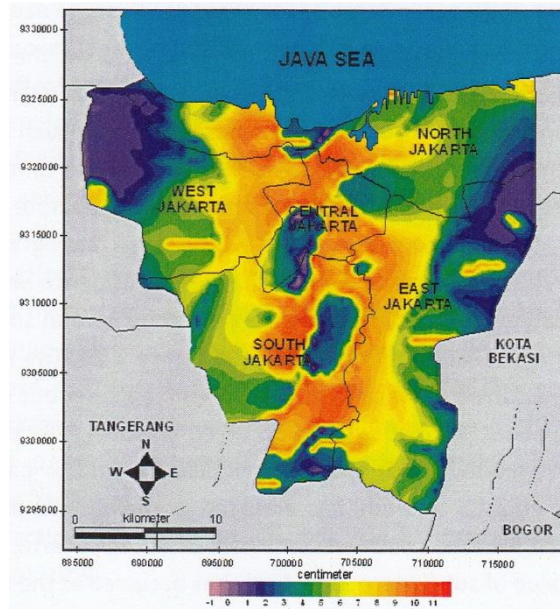 9330000
JAVA SEA
9325000
NORTH
JAKARTA
9320000
WEST
JAKARTA
CENTRAL
JAKARTA
9315000
EAST
JAKARTA
9310000
KOTA
BEKASI
SOUTH
JAKARTA
9305000
TANGERANG
9300000
N
W E
S
kilometer
0 10
9295000
BOGOR
685000 690000 695000 700000 705000 710000 715000
centimeter
-1 0 1 2 3 4 5 6 7 8 9 10 11